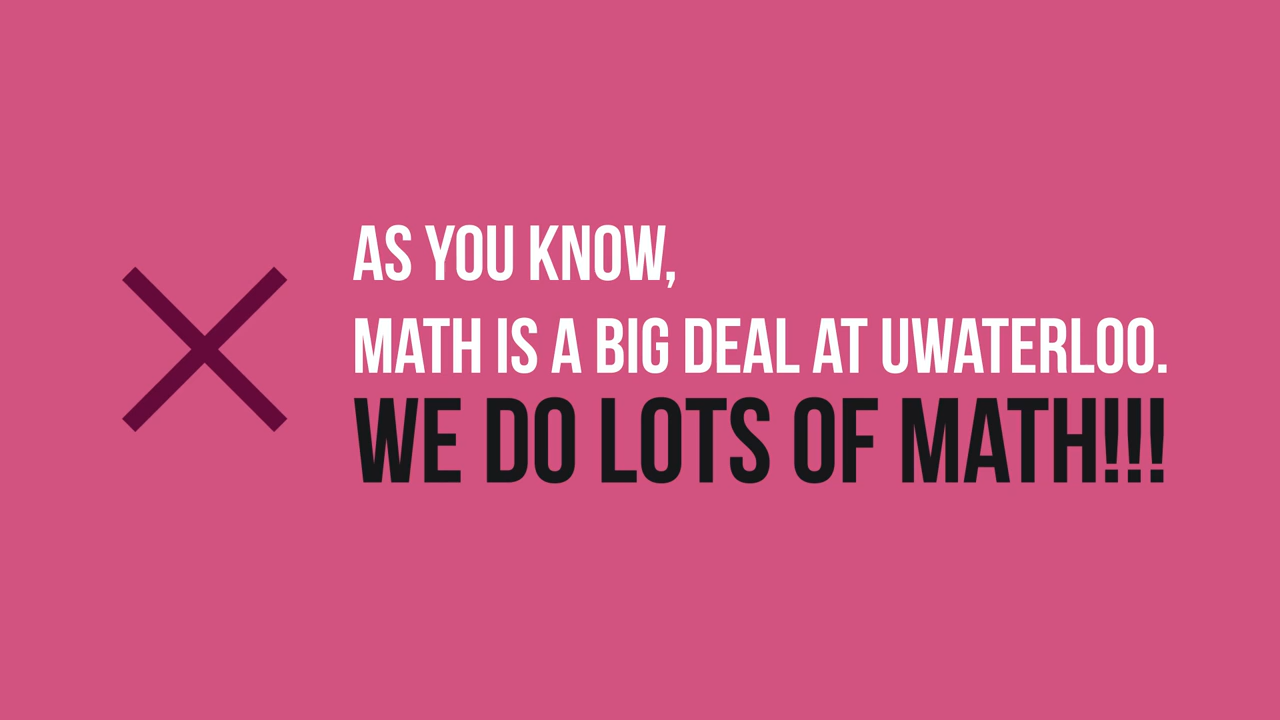 AS YOU KNOW,
MATH IS A BIG DEAL AT UWATERLOO.
WE DO LOTS OF MATH!!!